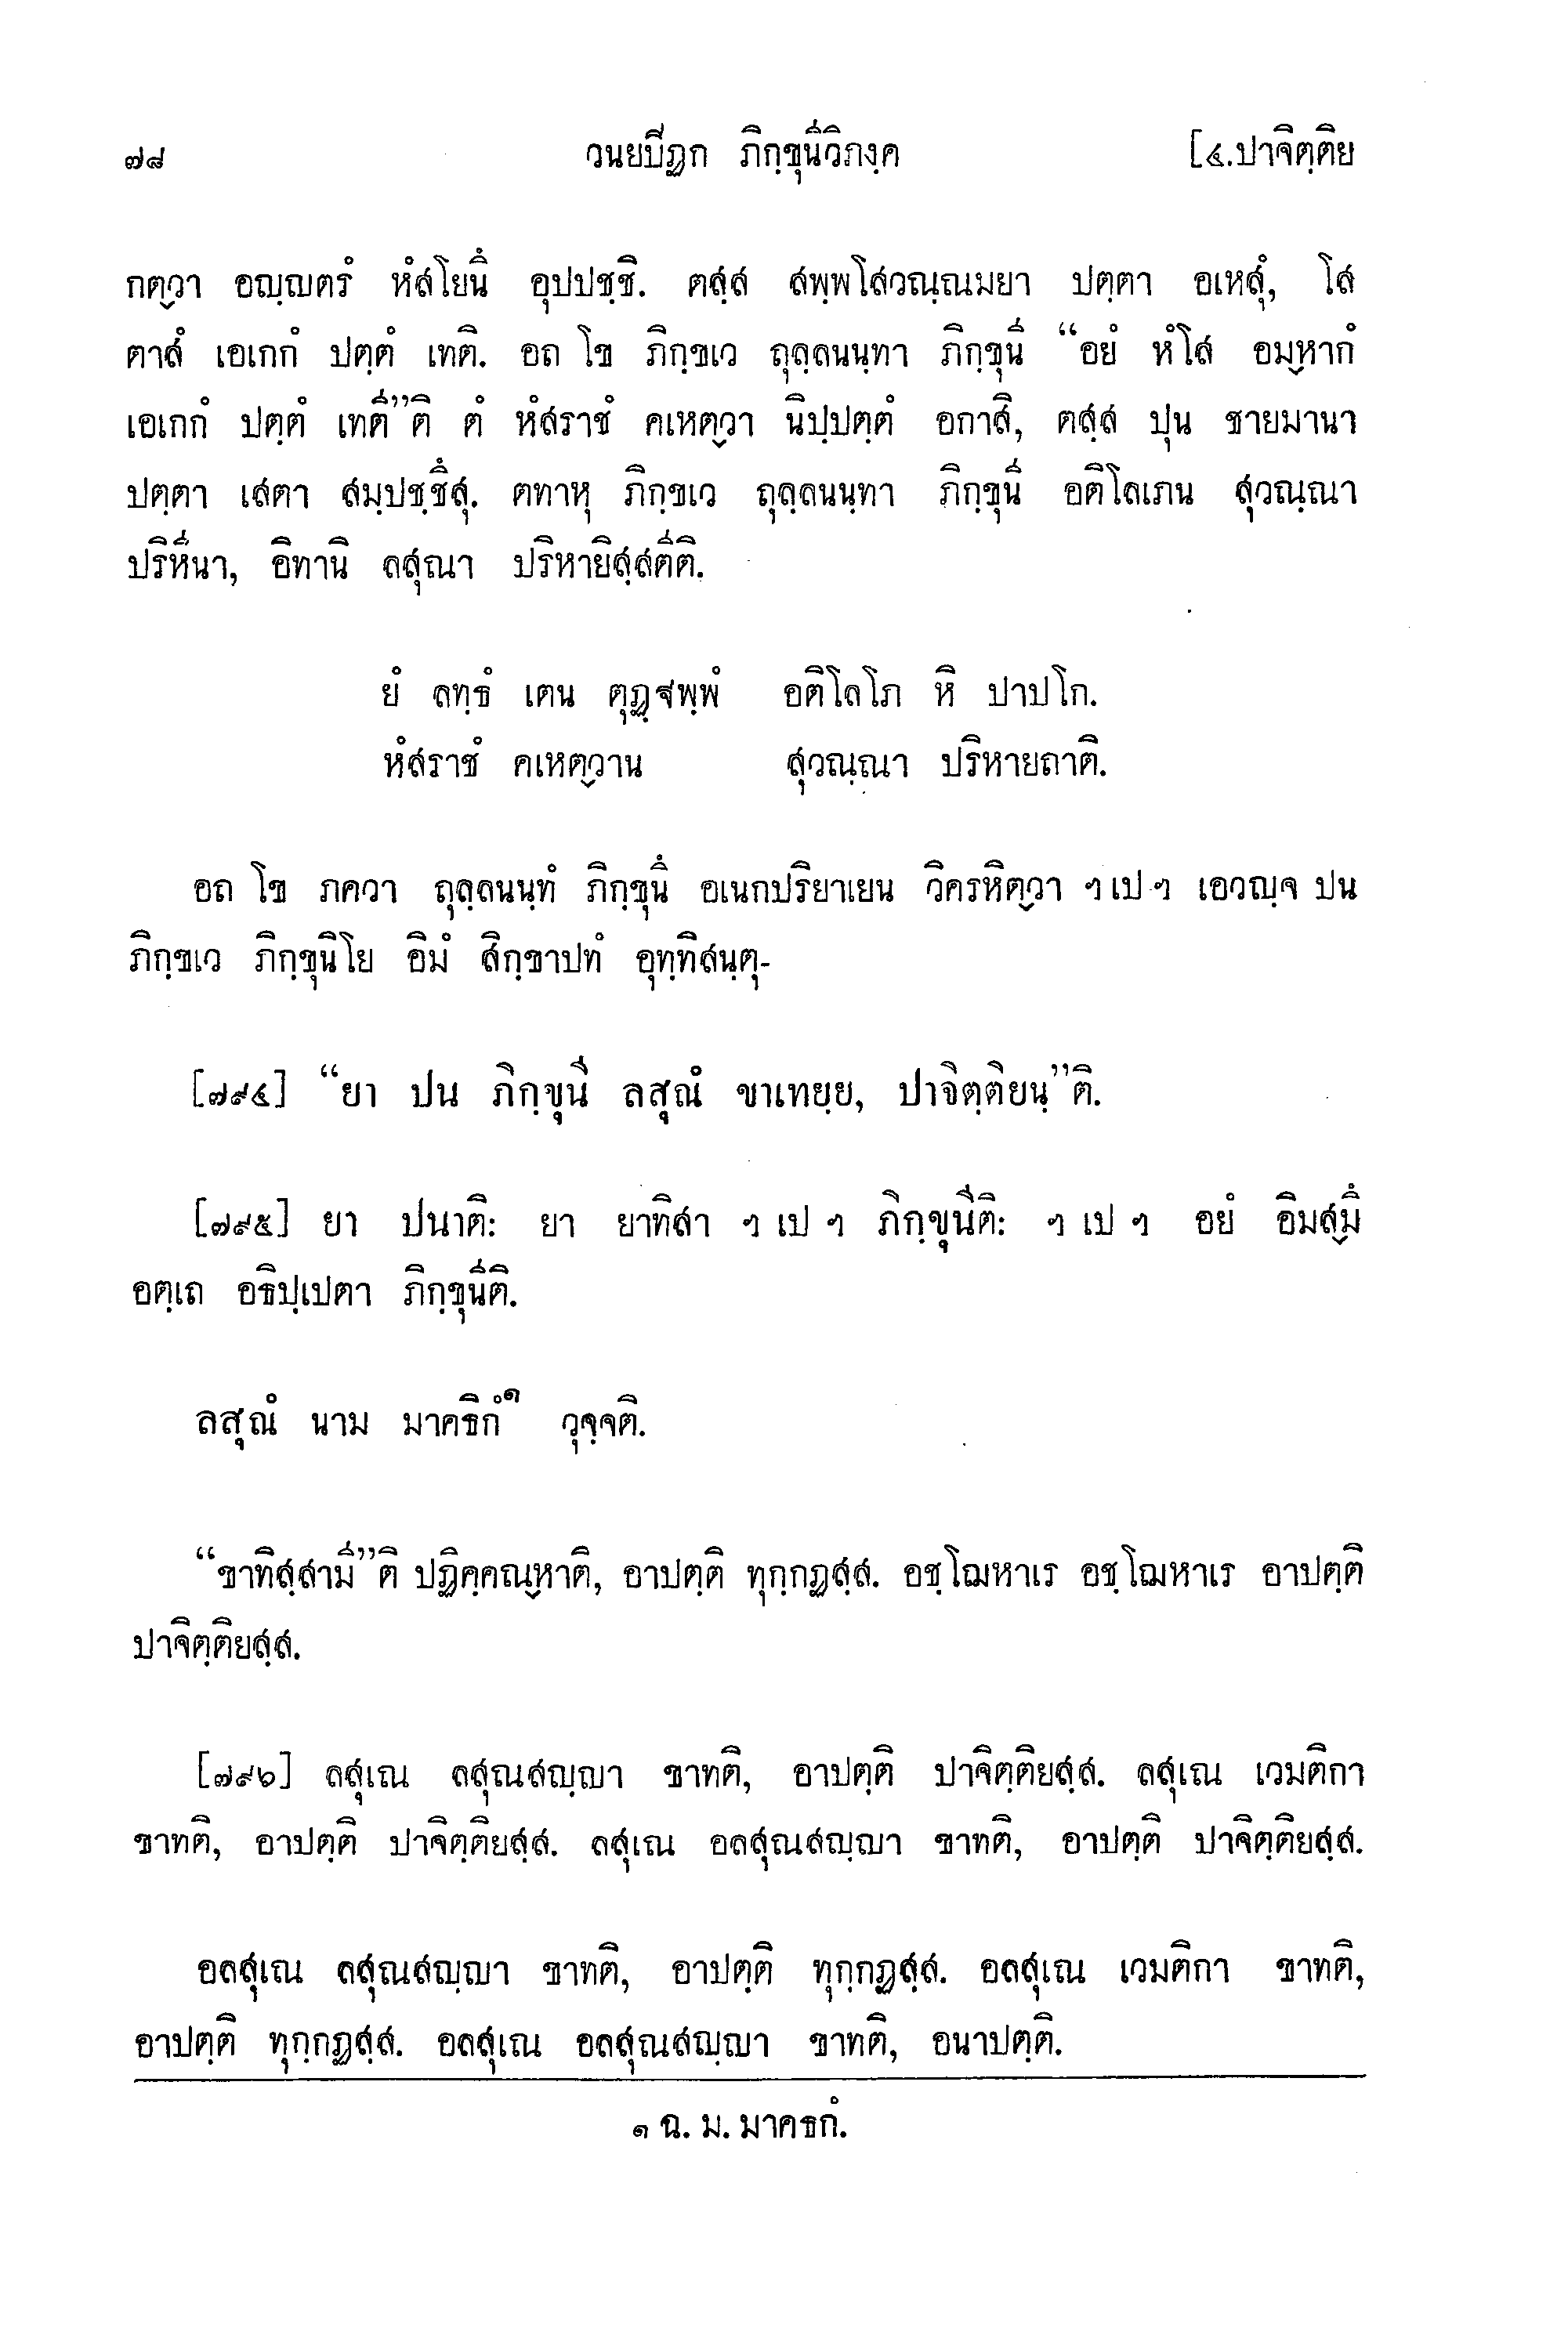 ๗๘ วนยปีฏก ภิกฺขุนีวิภงฺค [๔.ปาจิตฺติย
กตฺวา อญฺญตรํ หํสโยนึ อุปปชฺชิ. ตสฺส สพฺพโสวณฺณมยา ปตฺตา อเหสุํ, โส
ตาสํ เอเกกํ ปตฺตํ เทติ. อถ โข ภิกฺขเว ถุลฺลนนฺทา ภิกฺขุนี “อยํ หํโส อมฺหากํ
เอเกกํ ปตฺตํ เทตี”ติ ตํ หํสราชํ คเหตฺวา นิปฺปตฺตํ อกาสิ, ตสฺส ปุน ชายมานา
ปตฺตา เสตา สมฺปชฺชึสุ. ตทาหุ ภิกฺขเว ถุลฺลนนฺทา ภิกฺขุนี อติโลเภน สุวณฺณา
ปริหีนา, อิทานิ ลสุณา ปริหายิสฺสตีติ.
ยํ ลทฺธํ เตน ตุฏฺฐพฺพํ อติโลโภ หิ ปาปโก.
หํสราชํ คเหตฺวาน สุวณฺณา ปริหายถาติ.
อถ โข ภควา ถุลฺลนนฺทํ ภิกฺขุนึ อเนกปริยาเยน วิครหิตฺวา ฯ เป ฯ เอวญฺจ ปน
ภิกฺขเว ภิกฺขุนิโย อิมํ สิกฺขาปทํ อุทฺทิสนฺตุ-
[๗๙๔] “ยา ปน ภิกฺขุนี ลสุณํ ขาเทยฺย, ปาจิตฺติยนฺ”ติ.
[๗๙๕] ยา ปนาติ: ยา ยาทิสา ฯ เป ฯ ภิกฺขุนีติ: ฯ เป ฯ อยํ อิมสฺมึ
อตฺเถ อธิปฺเปตา ภิกฺขุนีติ.
ลสุณํ นาม มาคธิกํ๑ วุจฺจติ.
“ขาทิสฺสามี”ติ ปฏิคฺคณฺหาติ, อาปตฺติ ทุกฺกฏสฺส. อชฺโฌหาเร อชฺโฌหาเร อาปตฺติ
ปาจิตฺติยสฺส.
[๗๙๖] ลสุเณ ลสุณสญฺญา ขาทติ, อาปตฺติ ปาจิตฺติยสฺส. ลสุเณ เวมติกา
ขาทติ, อาปตฺติ ปาจิตฺติยสฺส. ลสุเณ อลสุณสญฺญา ขาทติ, อาปตฺติ ปาจิตฺติยสฺส.
อลสุเณ ลสุณสญฺญา ขาทติ, อาปตฺติ ทุกฺกฏสฺส. อลสุเณ เวมติกา ขาทติ,
อาปตฺติ ทุกฺกฏสฺส. อลสุเณ อลสุณสญฺญา ขาทติ, อนาปตฺติ.
๑ ฉ. ม. มาคธกํ.